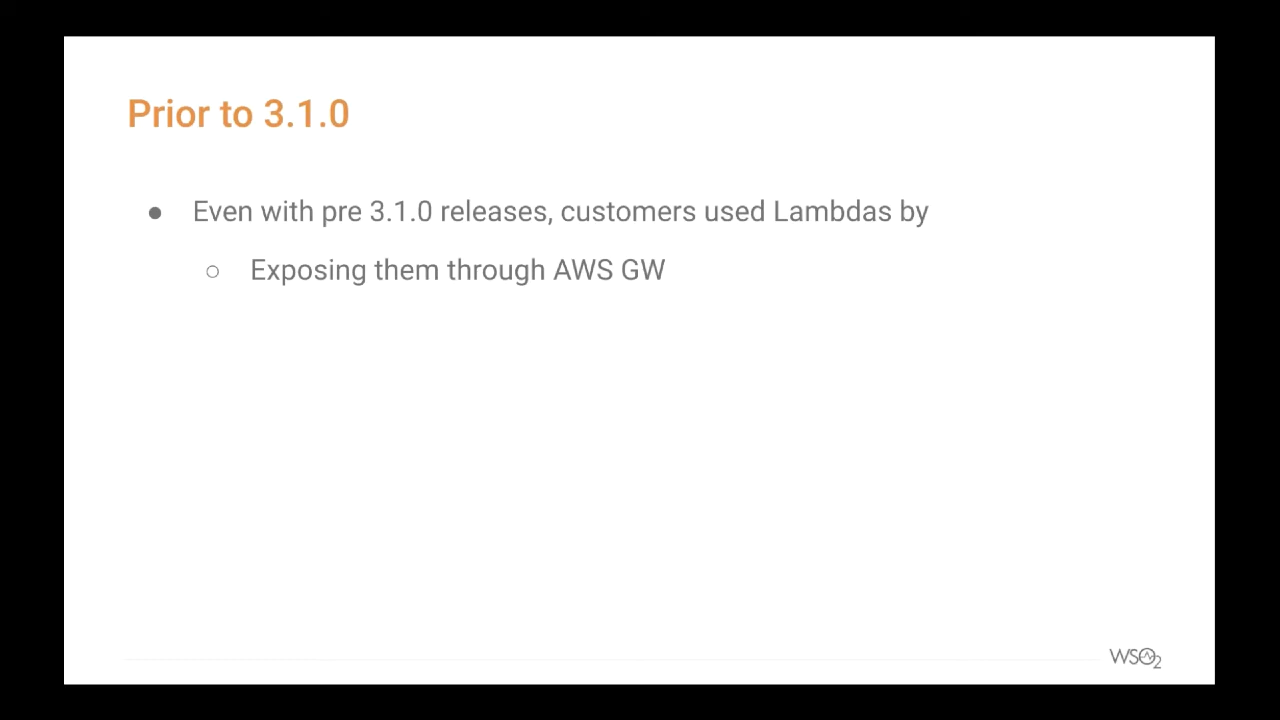 Prior to 3.1.0
● Even with pre 3.1.0 releases, customers used Lambdas by
○ Exposing them through AWS GW
WSO2